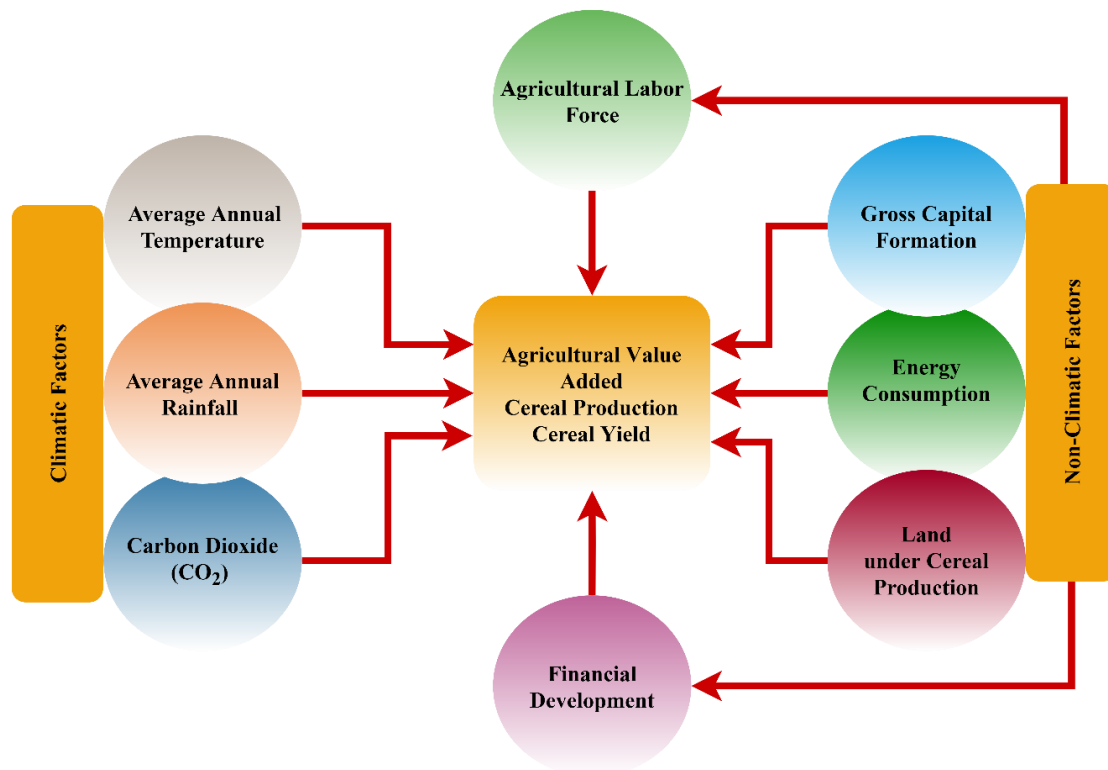 Agricultural Labor
Force
Climatic Factors
Average Annual
Temperature
Average Annual
Rainfall
Carbon Dioxide
(CO₂)
Agricultural Value
Added
Cereal Production
Cereal Yield
Gross Capital
Formation
Energy
Consumption
Land
under Cereal
Production
Non-Climatic Factors
Financial
Development